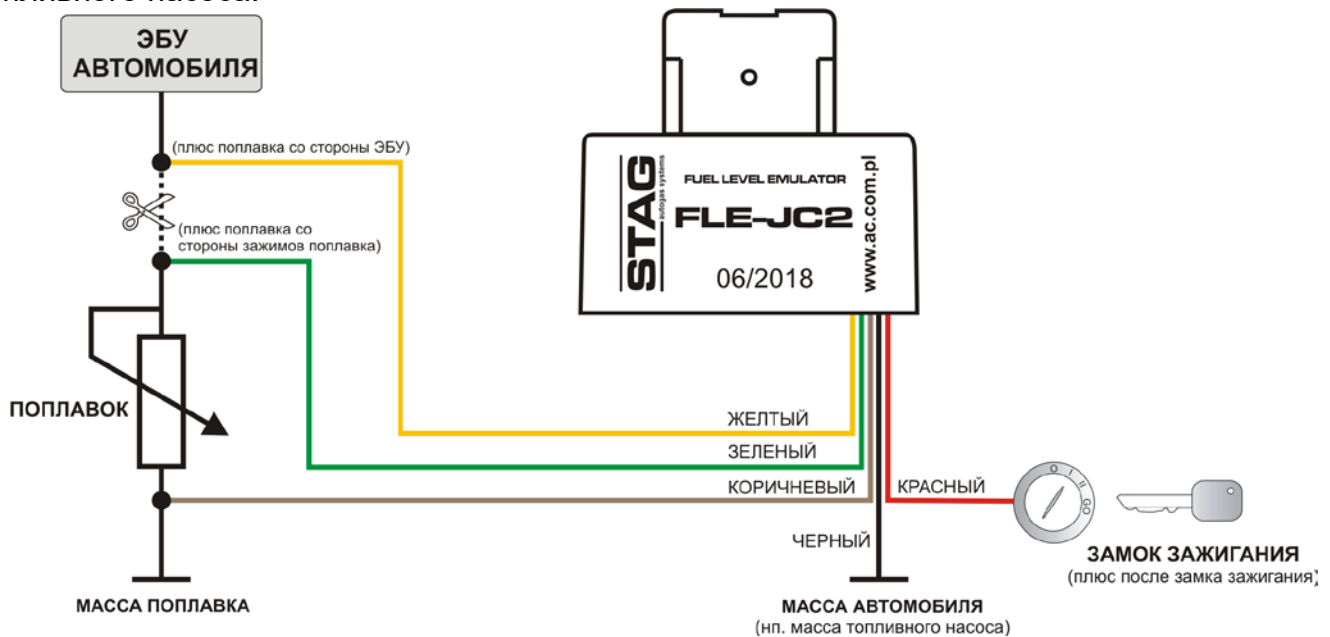 ЭБУ
АВТОМОБИЛЯ
(плюс поплавка со стороны ЭБУ)
(плюс поплавка со
стороны зажимов поплавка)
ПОПЛАВОК
МАССА ПОПЛАВКА
STAG
autogas systems
FUEL LEVEL EMULATOR
FLE-JC2
06/2018
www.ac.com.pl
ЖЕЛТЫЙ
ЗЕЛЕНЫЙ
КОРИЧНЕВЫЙ
КРАСНЫЙ
ЧЕРНЫЙ
O I II GO
ЗАМОК ЗАЖИГАНИЯ
(плюс после замка зажигания)
МАССА АВТОМОБИЛЯ
(нп. масса топливного насоса)